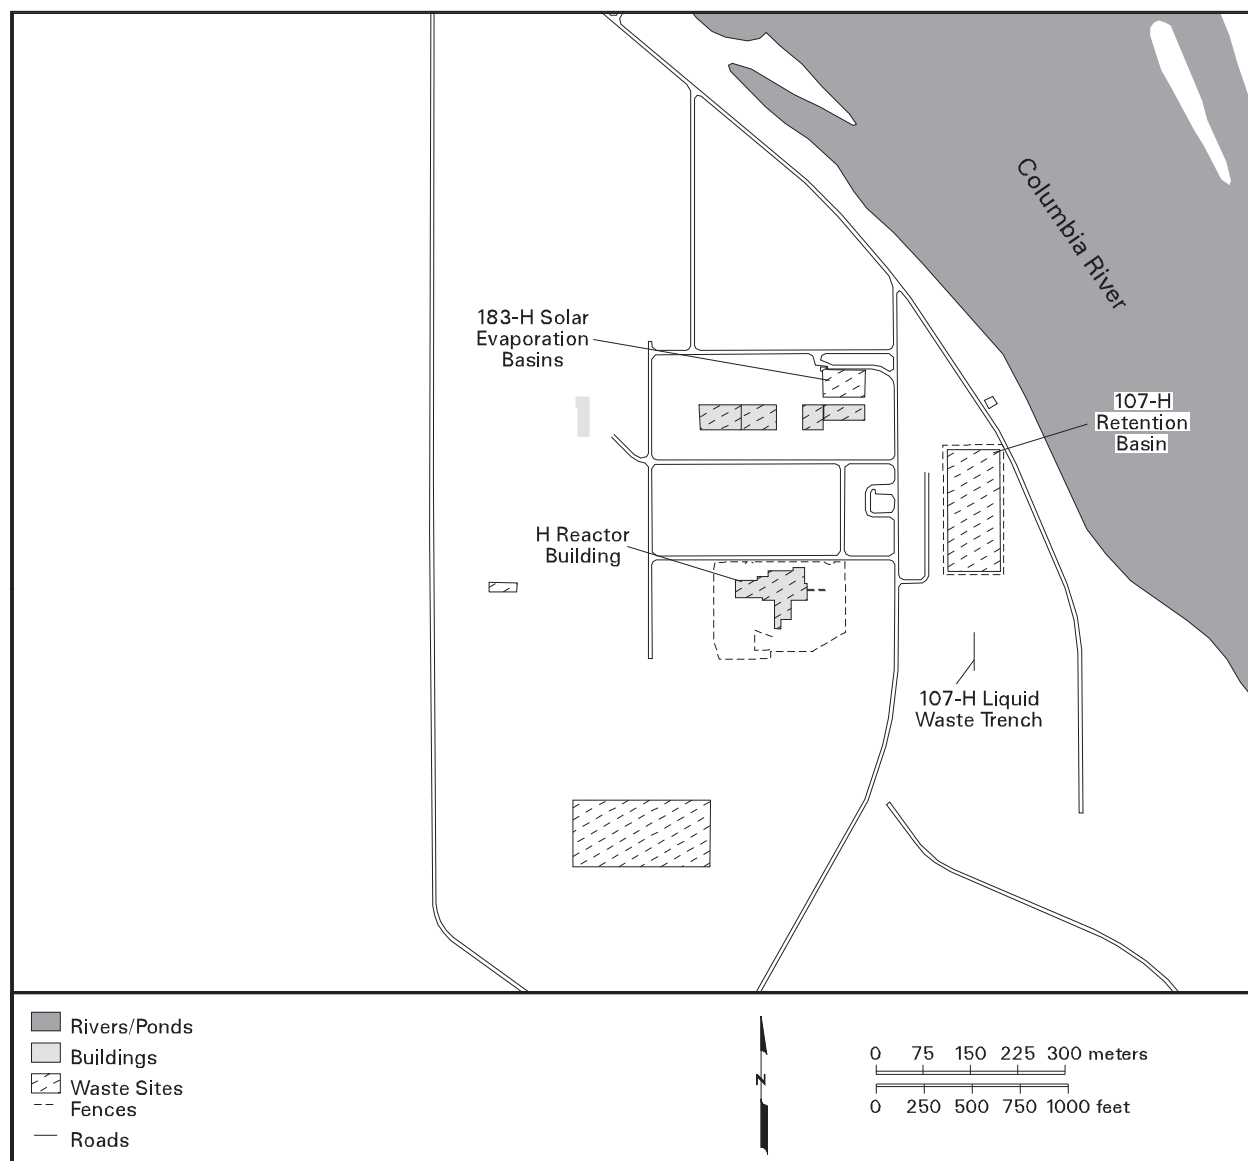 Columbia River
183-H Solar
Evaporation
Basins
107-H
Retention
Basin
H Reactor
Building
107-H Liquid
Waste Trench
Rivers/Ponds
Buildings
Waste Sites
Fences
Roads
N
0 75 150 225 300 meters
0 250 500 750 1000 feet